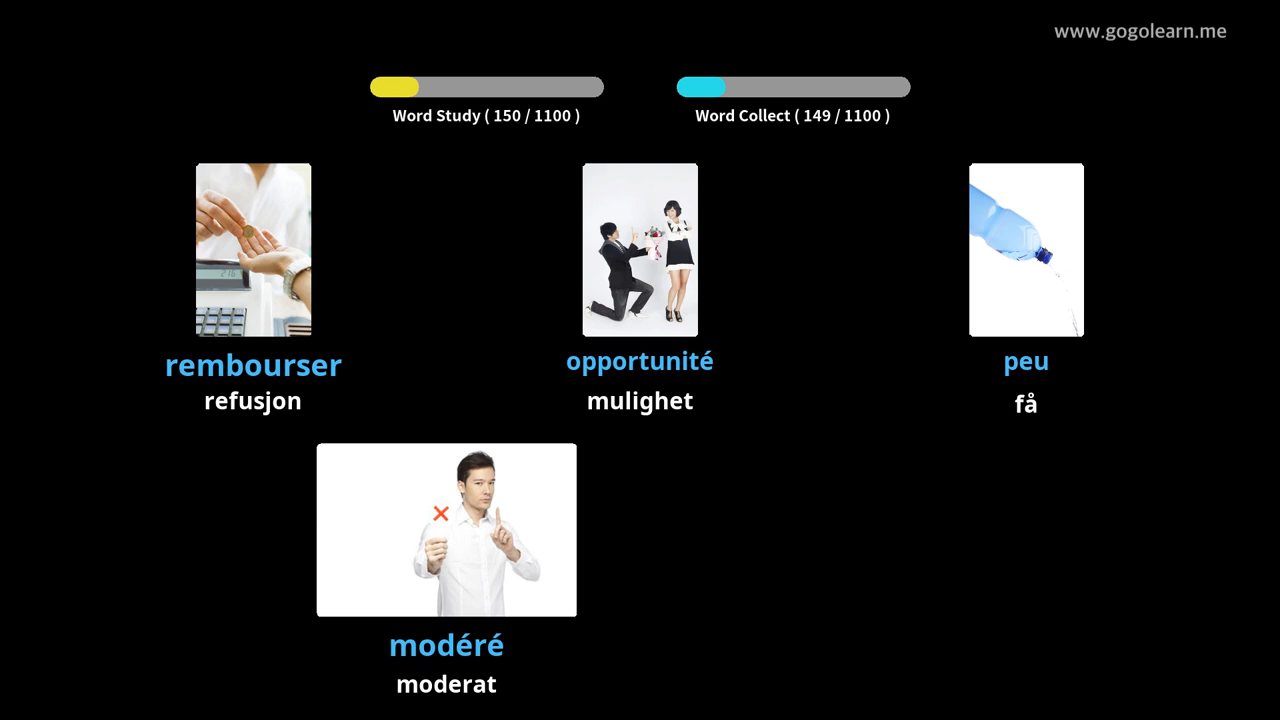 www.gogolearn.me
Word Study ( 150 / 1100 )
Word Collect ( 149 / 1100 )
rembourser
refusjon
opportunité
mulighet
peu
få
modéré
moderat